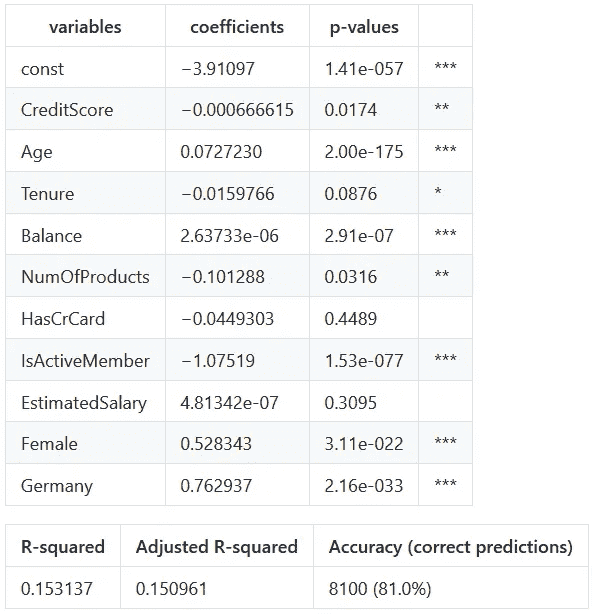 variables coefficients p-values
const −3.91097 1.41e-057 ***
CreditScore −0.000666615 0.0174 **
Age 0.0727230 2.00e-175 ***
Tenure −0.0159766 0.0876 *
Balance 2.63733e-06 2.91e-07 ***
NumOfProducts −0.101288 0.0316 **
HasCrCard −0.0449303 0.4489
IsActiveMember −1.07519 1.53e-077 ***
EstimatedSalary 4.81342e-07 0.3095
Female 0.528343 3.11e-022 ***
Germany 0.762937 2.16e-033 ***
R-squared Adjusted R-squared Accuracy (correct predictions)
0.153137 0.150961 8100 (81.0%)